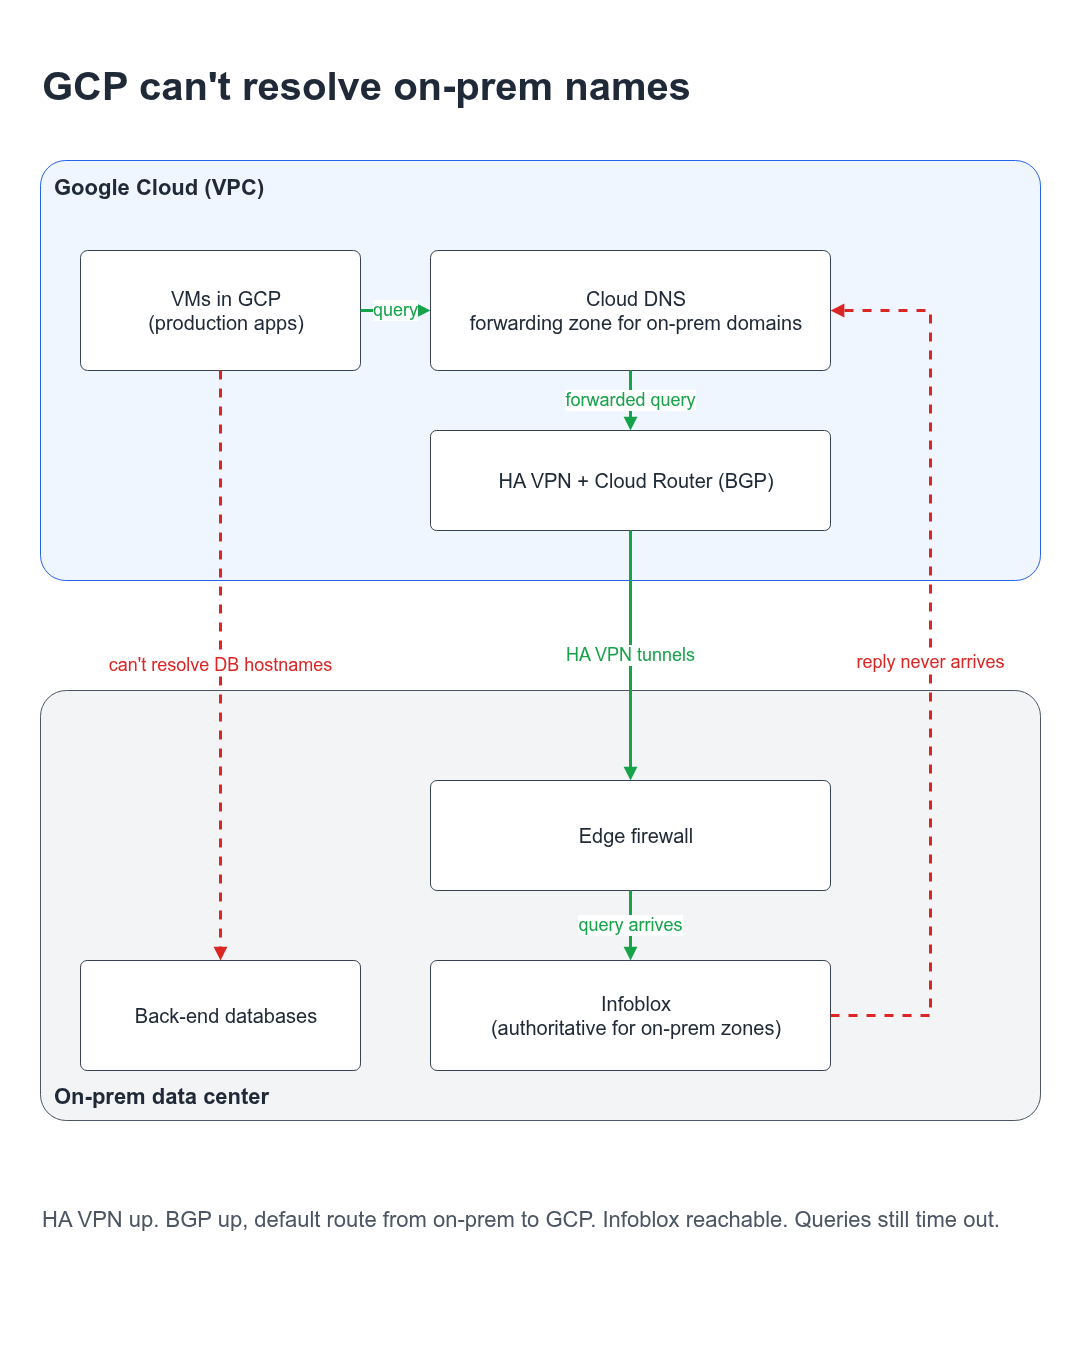 GCP can't resolve on-prem names
Google Cloud (VPC)
VMs in GCP
(production apps)
query
Cloud DNS
forwarding zone for on-prem domains
forwarded query
HA VPN + Cloud Router (BGP)
can't resolve DB hostnames
HA VPN tunnels
reply never arrives
Edge firewall
query arrives
Back-end databases
Infoblox
(authoritative for on-prem zones)
On-prem data center
HA VPN up. BGP up, default route from on-prem to GCP. Infoblox reachable. Queries still time out.